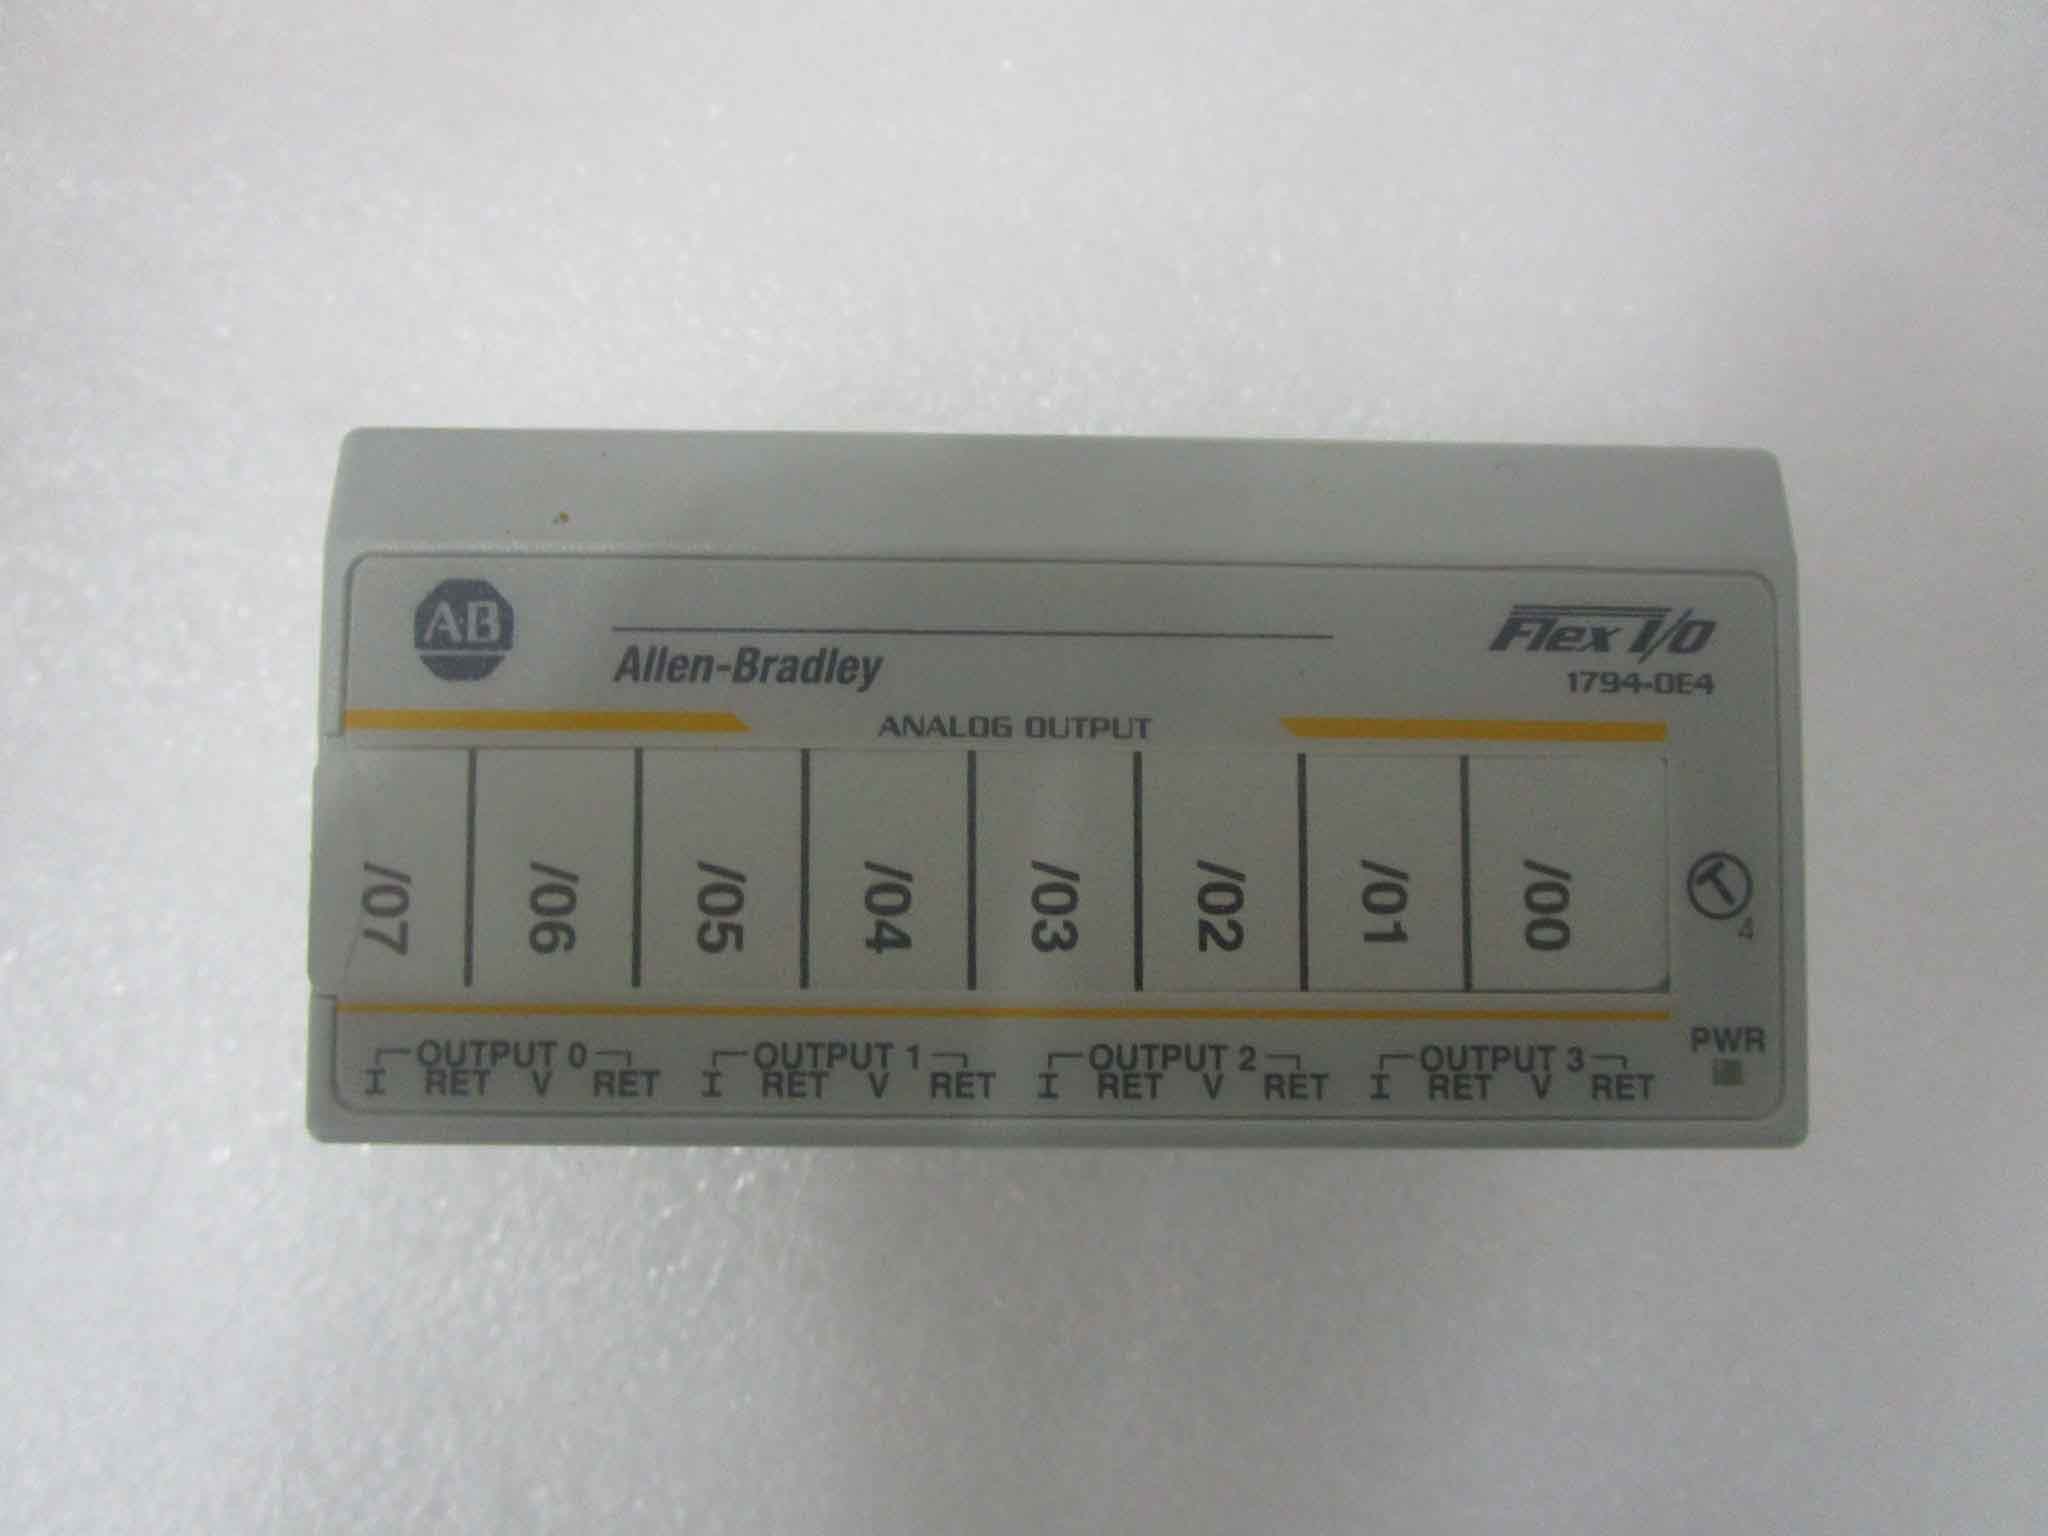 AB
Allen-Bradley
Flex I/O
1794-OE4
ANALOG OUTPUT
/07 /06 /05 /04 /03 /02 /01 /00
4
OUTPUT 0 OUTPUT 1 OUTPUT 2 OUTPUT 3
I RET V RET I RET V RET I RET V RET I RET V RET
PWR